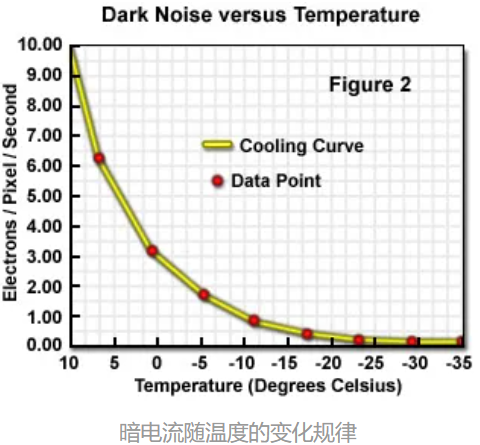 Dark Noise versus Temperature
10.00
9.00
8.00
7.00
6.00
5.00
4.00
3.00
2.00
1.00
0.00
Electrons / Pixel / Second
Figure 2
Cooling Curve
Data Point
10 5 0 -5 -10 -15 -20 -25 -30 -35
Temperature (Degrees Celsius)
暗电流随温度的变化规律